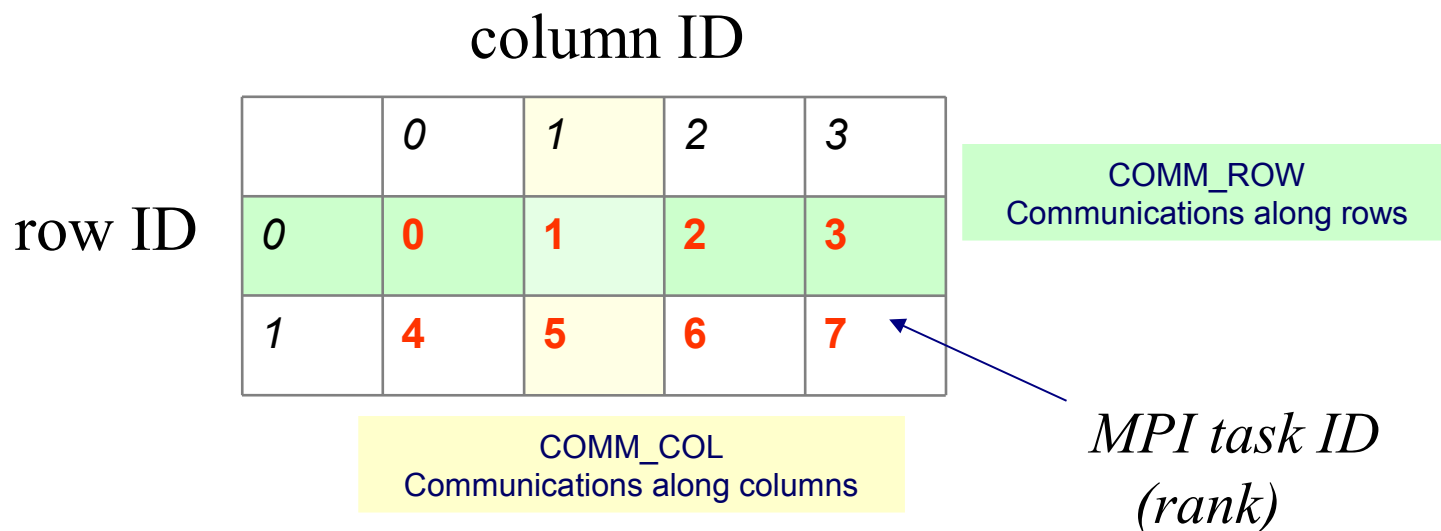 column ID
0 1 2 3
COMM_ROW
Communications along rows
row ID
0 0 1 2 3
1 4 5 6 7
COMM_COL
Communications along columns
MPI task ID
(rank)